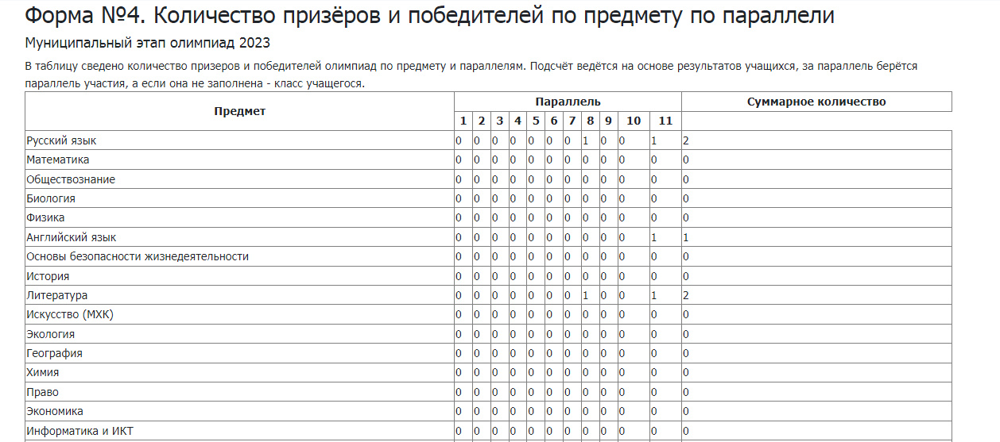 Форма №4. Количество призёров и победителей по предмету по параллели
Муниципальный этап олимпиад 2023
В таблицу сведено количество призеров и победителей олимпиад по предмету и параллелям. Подсчёт ведётся на основе результатов учащихся, за параллель берётся
параллель участия, а если она не заполнена - класс учащегося.
Предмет Параллель Суммарное количество
1 2 3 4 5 6 7 8 9 10 11
Русский язык 0 0 0 0 0 0 0 1 0 0 1 2
Математика 0 0 0 0 0 0 0 0 0 0 0 0
Обществознание 0 0 0 0 0 0 0 0 0 0 0 0
Биология 0 0 0 0 0 0 0 0 0 0 0 0
Физика 0 0 0 0 0 0 0 0 0 0 0 0
Английский язык 0 0 0 0 0 0 0 0 0 0 1 1
Основы безопасности жизнедеятельности 0 0 0 0 0 0 0 0 0 0 0 0
История 0 0 0 0 0 0 0 0 0 0 0 0
Литература 0 0 0 0 0 0 0 1 0 0 1 2
Искусство (МХК) 0 0 0 0 0 0 0 0 0 0 0 0
Экология 0 0 0 0 0 0 0 0 0 0 0 0
География 0 0 0 0 0 0 0 0 0 0 0 0
Химия 0 0 0 0 0 0 0 0 0 0 0 0
Право 0 0 0 0 0 0 0 0 0 0 0 0
Экономика 0 0 0 0 0 0 0 0 0 0 0 0
Информатика и ИКТ 0 0 0 0 0 0 0 0 0 0 0 0